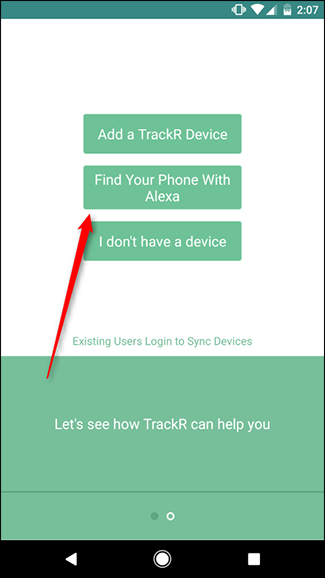 2:07
Add a TrackR Device
Find Your Phone With
Alexa
I don't have a device
Existing Users Login to Sync Devices
Let's see how TrackR can help you